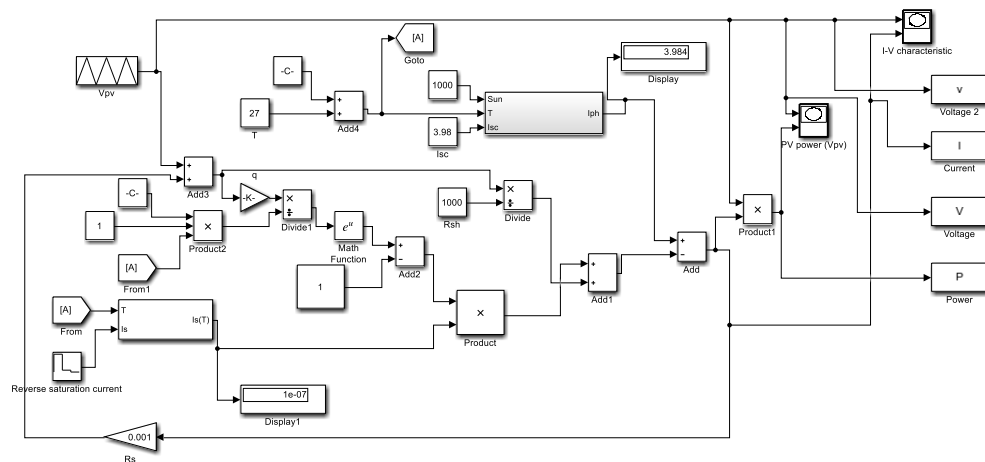 [A]
Goto
3.984
Display
I-V characteristic
Vpv
-C-
27
T
+
+
Add4
1000
3.98
Isc
Sun
T
Isc
Iph
PV power (Vpv)
v
Voltage 2
I
Current
V
Voltage
P
Power
+
+
Add3
q
-K-
-C-
1
[A]
From1
×
Product2
×
÷
Divide1
e^u
Math
Function
1000
Rsh
×
÷
Divide
×
Product1
+
−
Add2
1
+
+
Add1
+
−
Add
×
Product
[A]
From
T
Is
Is(T)
Reverse saturation current
1e-07
Display1
0.001
Rs